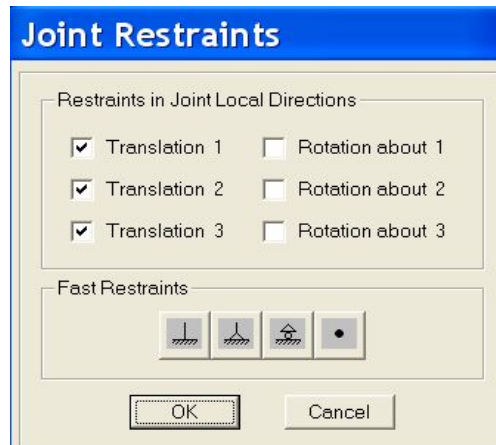 Joint Restraints
Restraints in Joint Local Directions
Translation 1 Rotation about 1
Translation 2 Rotation about 2
Translation 3 Rotation about 3
Fast Restraints
OK Cancel